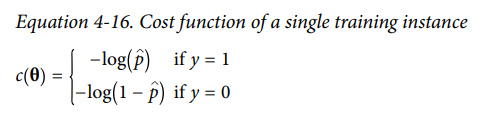 Equation 4-16. Cost function of a single training instance
c(θ) = { −log(p̂) if y = 1
−log(1 − p̂) if y = 0